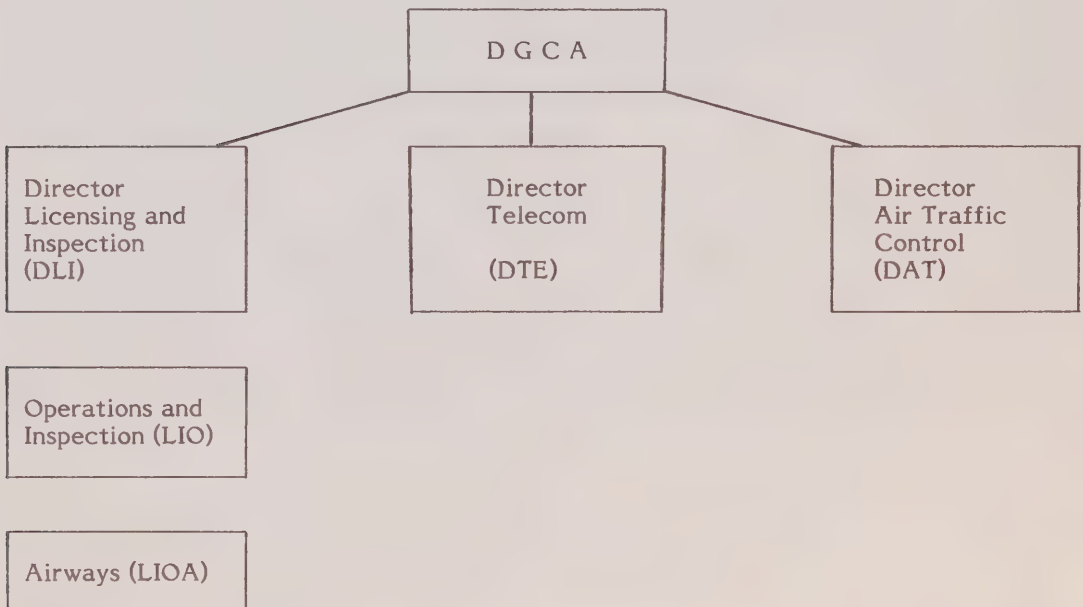 D G C A
Director
Licensing and
Inspection
(DLI)
Director
Telecom
(DTE)
Director
Air Traffic
Control
(DAT)
Operations and
Inspection (LIO)
Airways (LIOA)